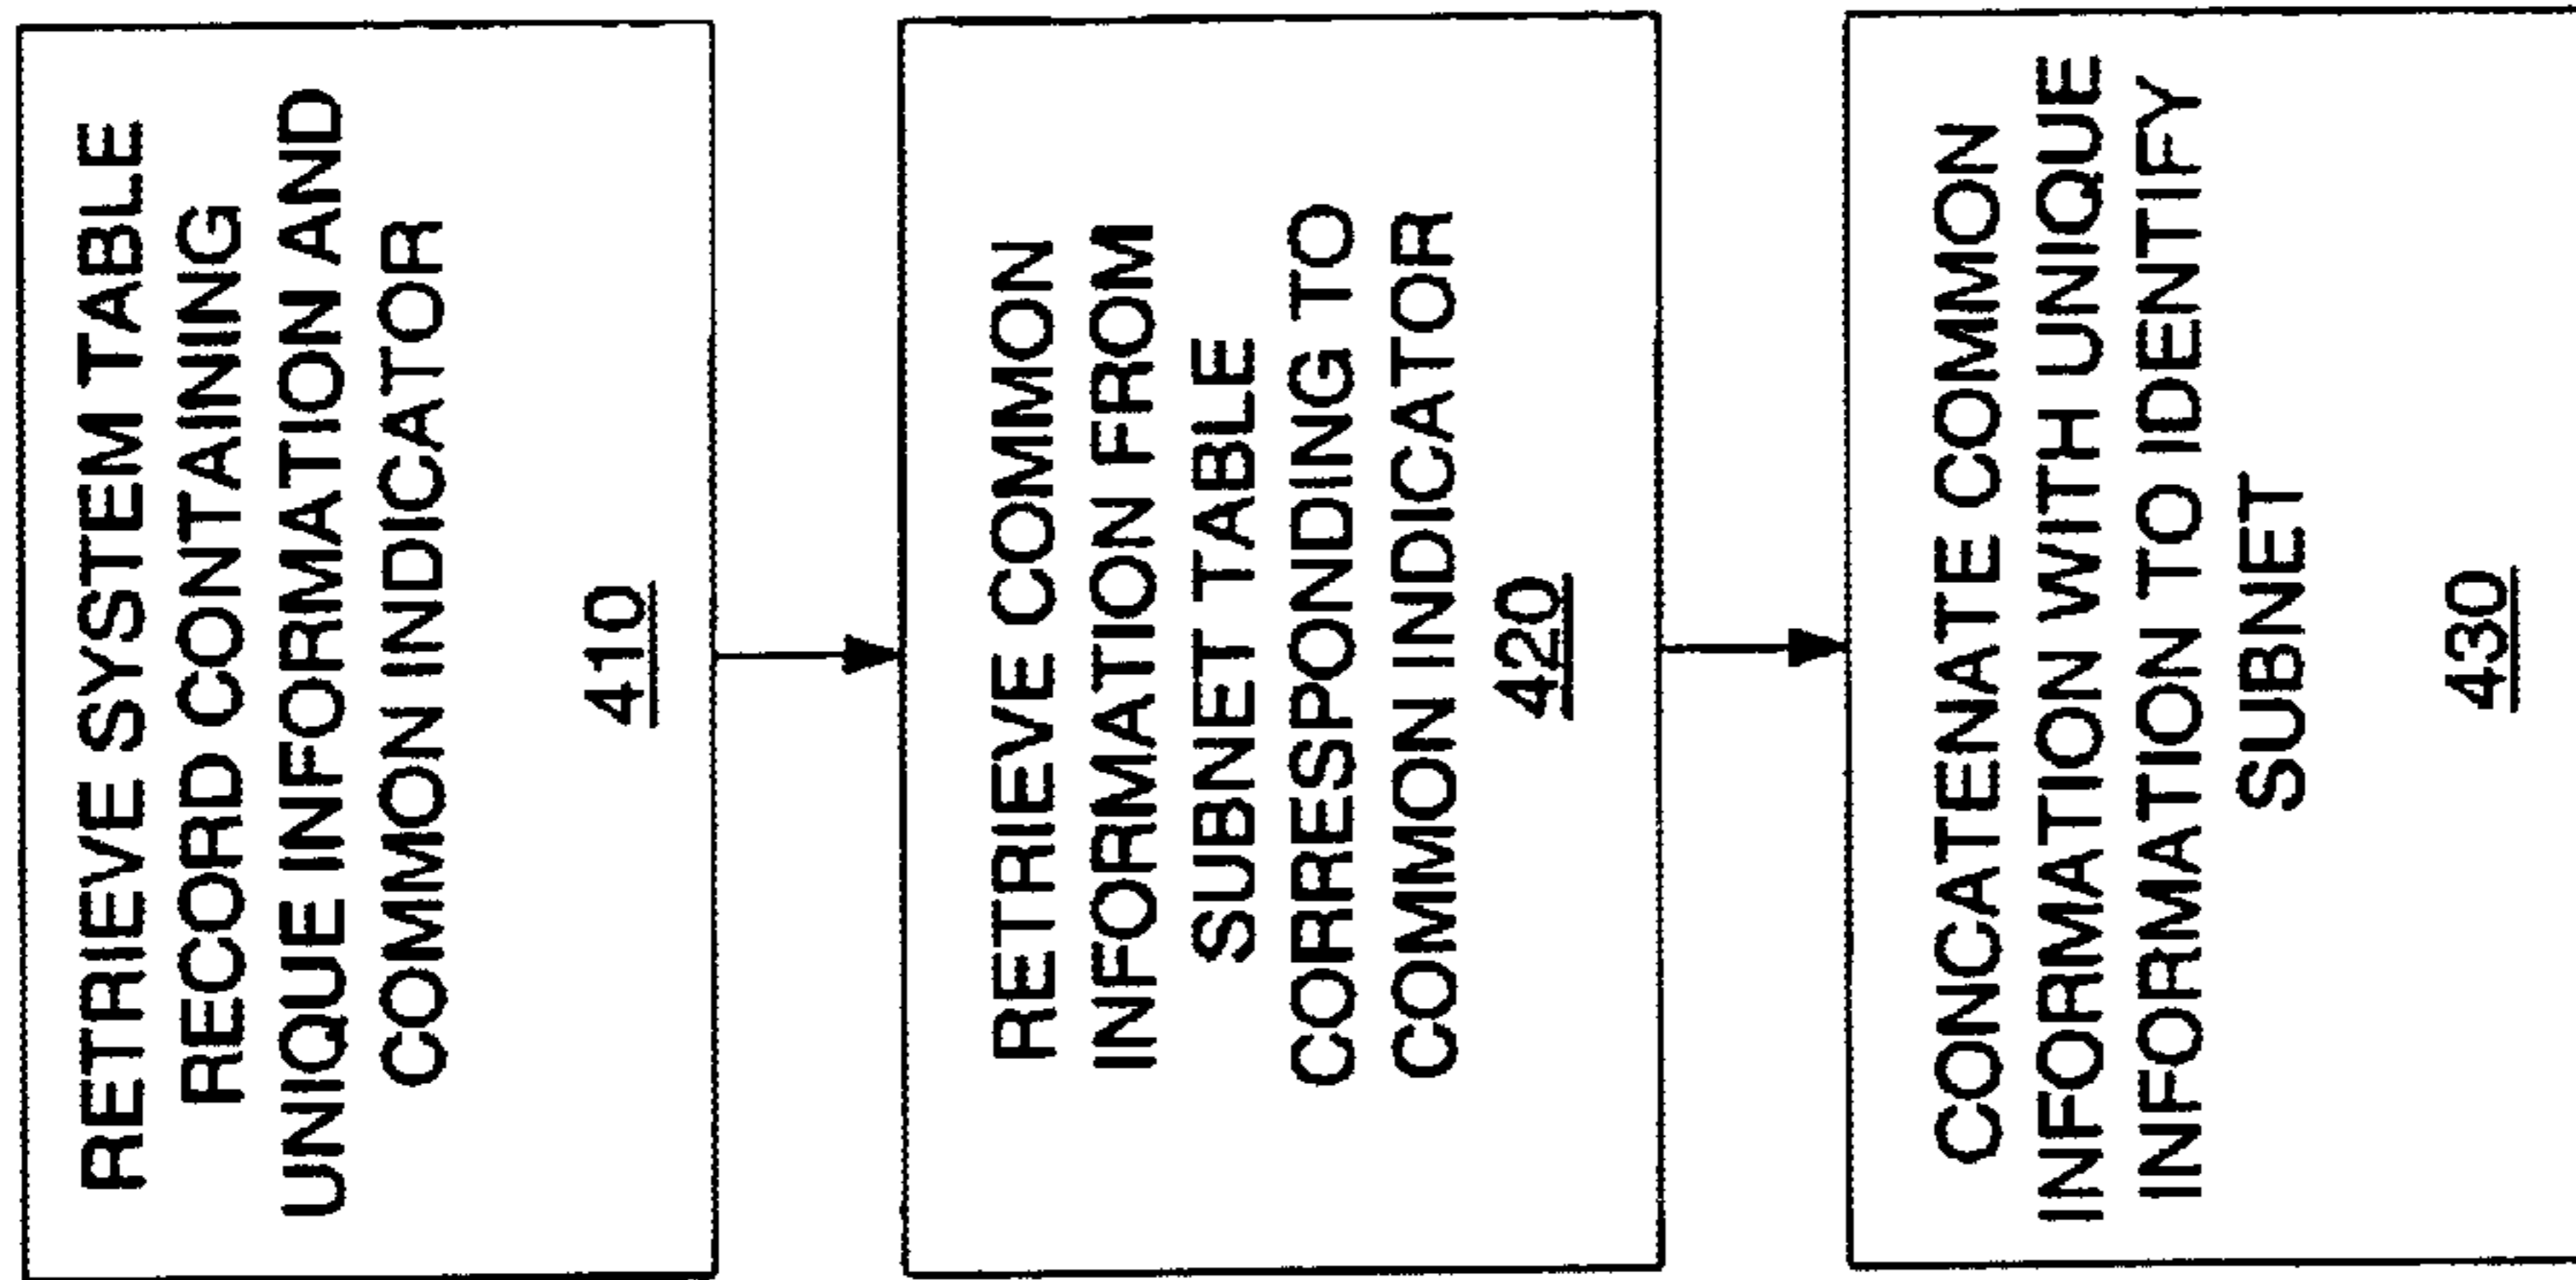 RETRIEVE SYSTEM TABLE
RECORD CONTAINING
UNIQUE INFORMATION AND
COMMON INDICATOR
410
RETRIEVE COMMON
INFORMATION FROM
SUBNET TABLE
CORRESPONDING TO
COMMON INDICATOR
420
CONCATENATE COMMON
INFORMATION WITH UNIQUE
INFORMATION TO IDENTIFY
SUBNET
430